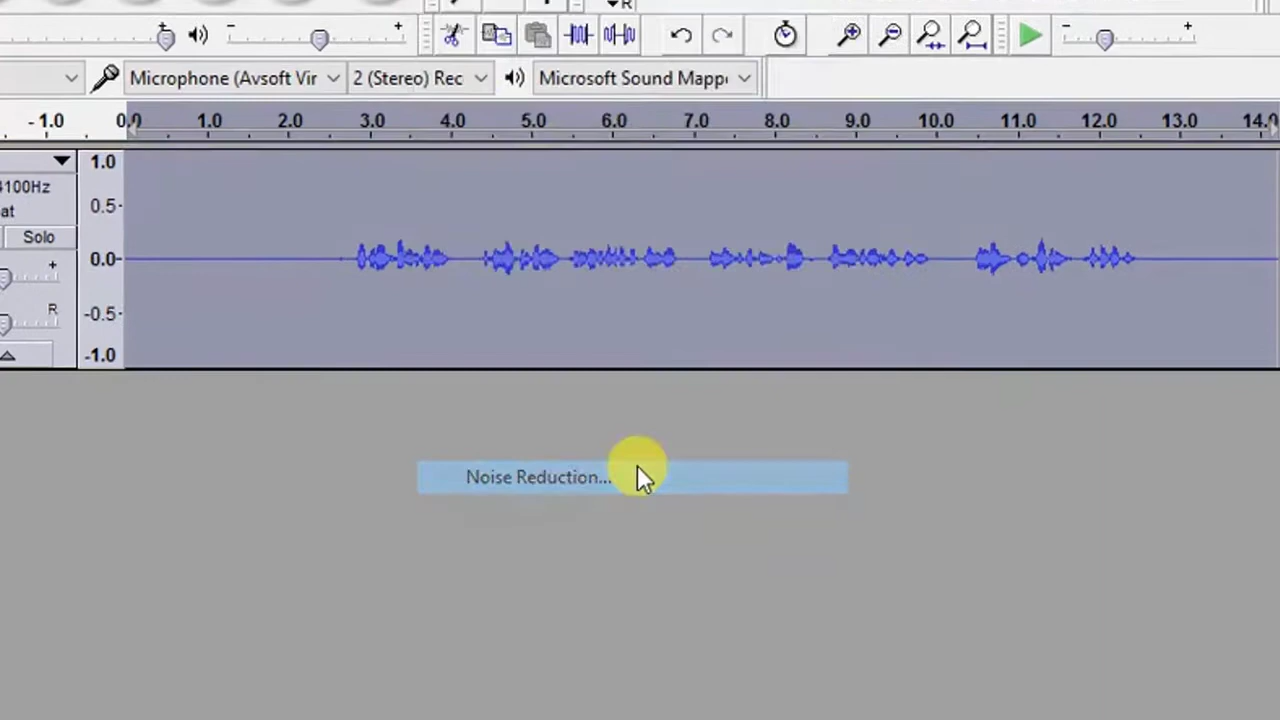 R
- +
- +
Microphone (Avsoft Vir 2 (Stereo) Rec Microsoft Sound Mapp
- 1.0 0.0 1.0 2.0 3.0 4.0 5.0 6.0 7.0 8.0 9.0 10.0 11.0 12.0 13.0 14.0
1.0
100Hz
0.5
at
Solo
0.0
+
R
-0.5
-1.0
Noise Reduction...